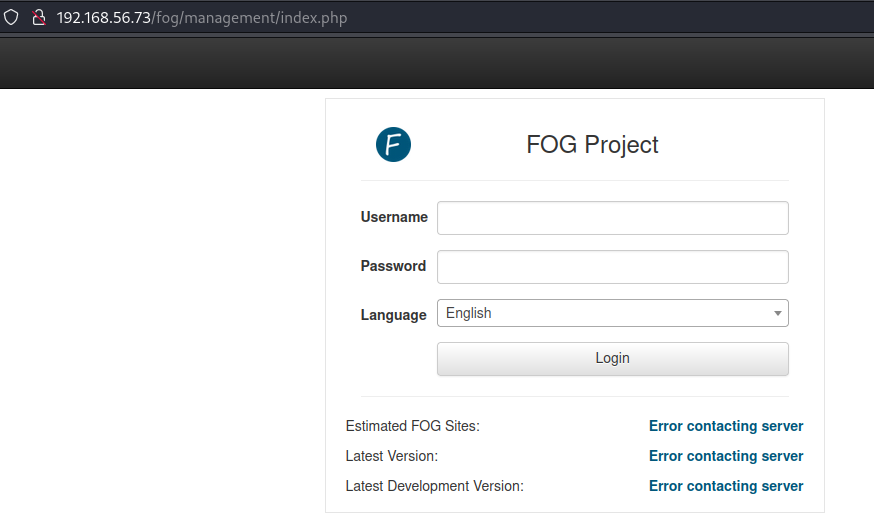 192.168.56.73/fog/management/index.php
F FOG Project
Username
Password
Language English
Login
Estimated FOG Sites: Error contacting server
Latest Version: Error contacting server
Latest Development Version: Error contacting server